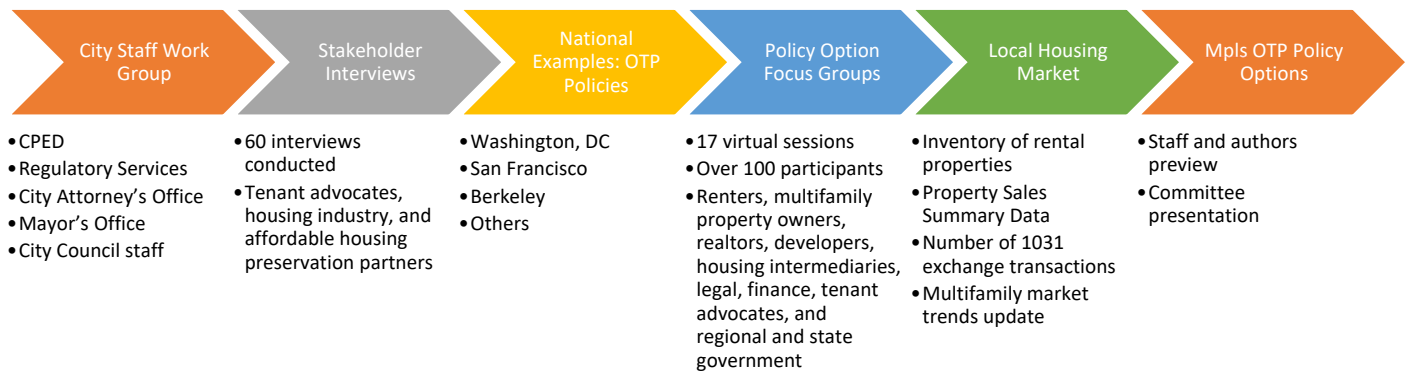 City Staff Work
Group
Stakeholder
Interviews
National
Examples: OTP
Policies
Policy Option
Focus Groups
Local Housing
Market
Mpls OTP Policy
Options
•CPED
•Regulatory Services
•City Attorney’s Office
•Mayor’s Office
•City Council staff
•60 interviews
conducted
•Tenant advocates,
housing industry, and
affordable housing
preservation partners
•Washington, DC
•San Francisco
•Berkeley
•Others
•17 virtual sessions
•Over 100 participants
•Renters, multifamily
property owners,
realtors, developers,
housing intermediaries,
legal, finance, tenant
advocates, and
regional and state
government
•Inventory of rental
properties
•Property Sales
Summary Data
•Number of 1031
exchange transactions
•Multifamily market
trends update
•Staff and authors
preview
•Committee
presentation